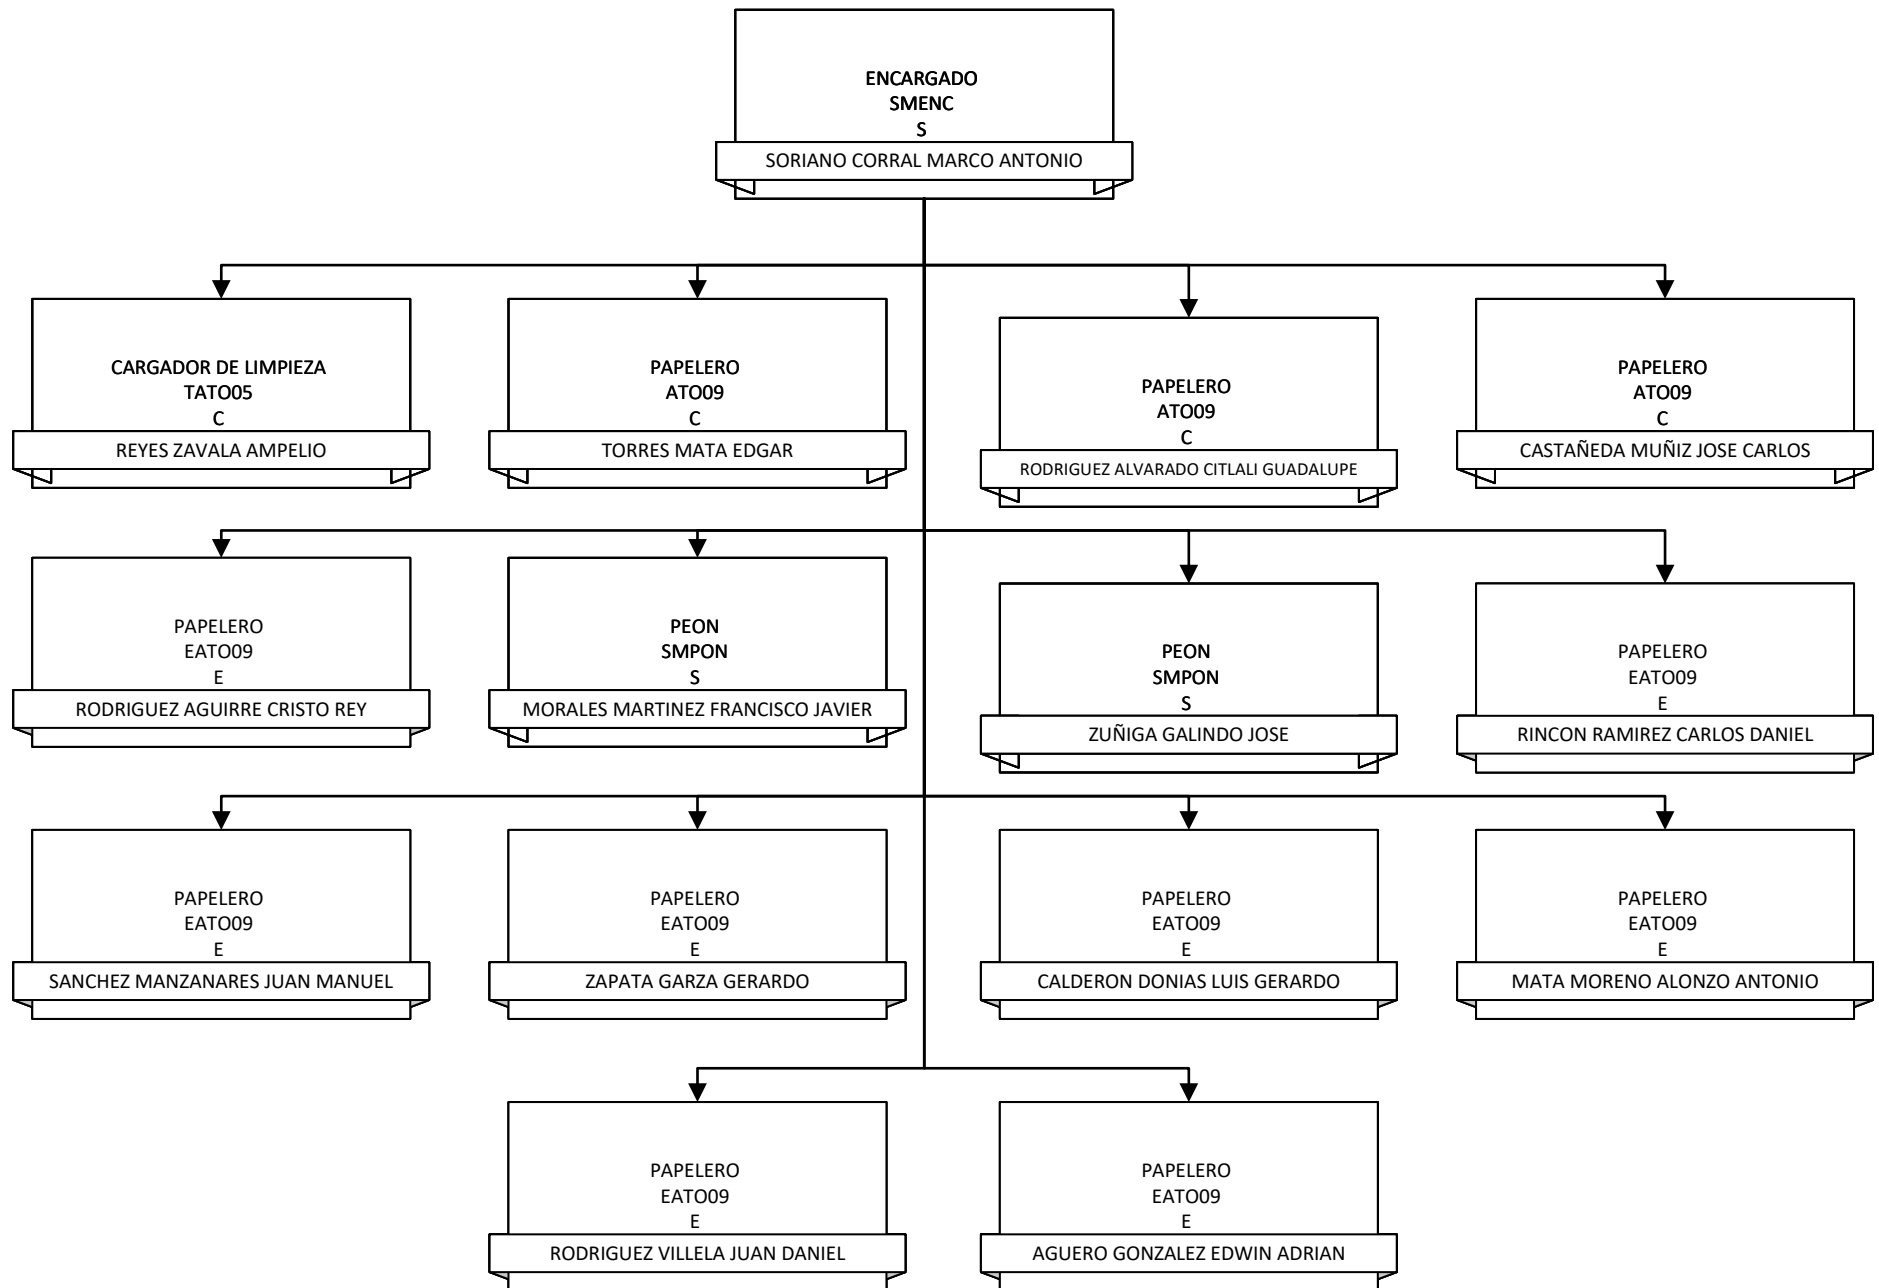 ENCARGADO
SMENC
S
SORIANO CORRAL MARCO ANTONIO
CARGADOR DE LIMPIEZA
TATO05
C
REYES ZAVALA AMPELIO
PAPELERO
ATO09
C
TORRES MATA EDGAR
PAPELERO
ATO09
C
RODRIGUEZ ALVARADO CITLALI GUADALUPE
PAPELERO
ATO09
C
CASTAÑEDA MUÑIZ JOSE CARLOS
PAPELERO
EATO09
E
RODRIGUEZ AGUIRRE CRISTO REY
PEON
SMPON
S
MORALES MARTINEZ FRANCISCO JAVIER
PEON
SMPON
S
ZUÑIGA GALINDO JOSE
PAPELERO
EATO09
E
RINCON RAMIREZ CARLOS DANIEL
PAPELERO
EATO09
E
SANCHEZ MANZANARES JUAN MANUEL
PAPELERO
EATO09
E
ZAPATA GARZA GERARDO
PAPELERO
EATO09
E
CALDERON DONIAS LUIS GERARDO
PAPELERO
EATO09
E
MATA MORENO ALONZO ANTONIO
PAPELERO
EATO09
E
RODRIGUEZ VILLELA JUAN DANIEL
PAPELERO
EATO09
E
AGUERO GONZALEZ EDWIN ADRIAN